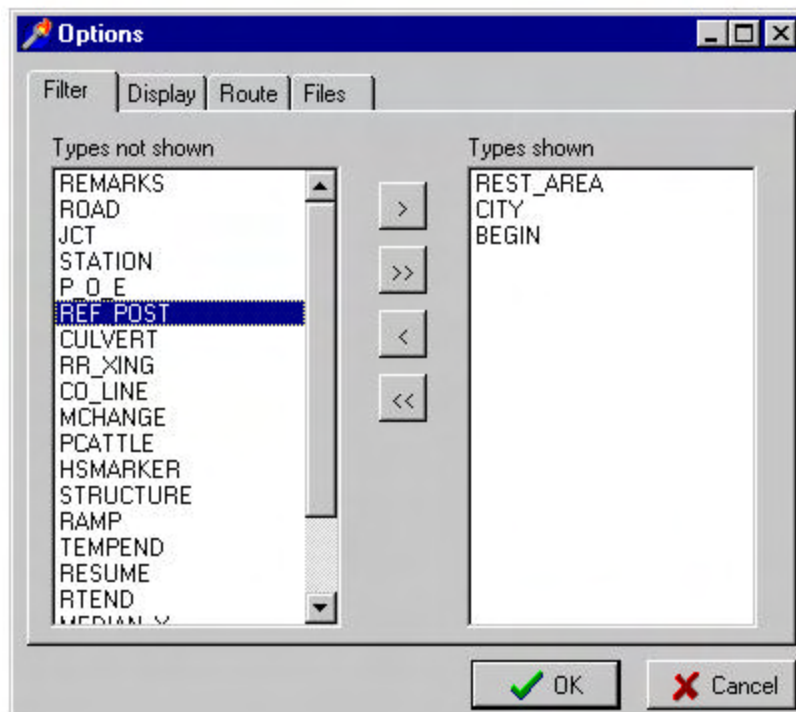 Options
Filter Display Route Files
Types not shown
REMARKS
ROAD
JCT
STATION
P_O_E
REF_POST
CULVERT
RR_XING
CO_LINE
MCHANGE
PCATTLE
HSMARKER
STRUCTURE
RAMP
TEMPEND
RESUME
RTEND
>
>>
<
<<
Types shown
REST_AREA
CITY
BEGIN
OK Cancel